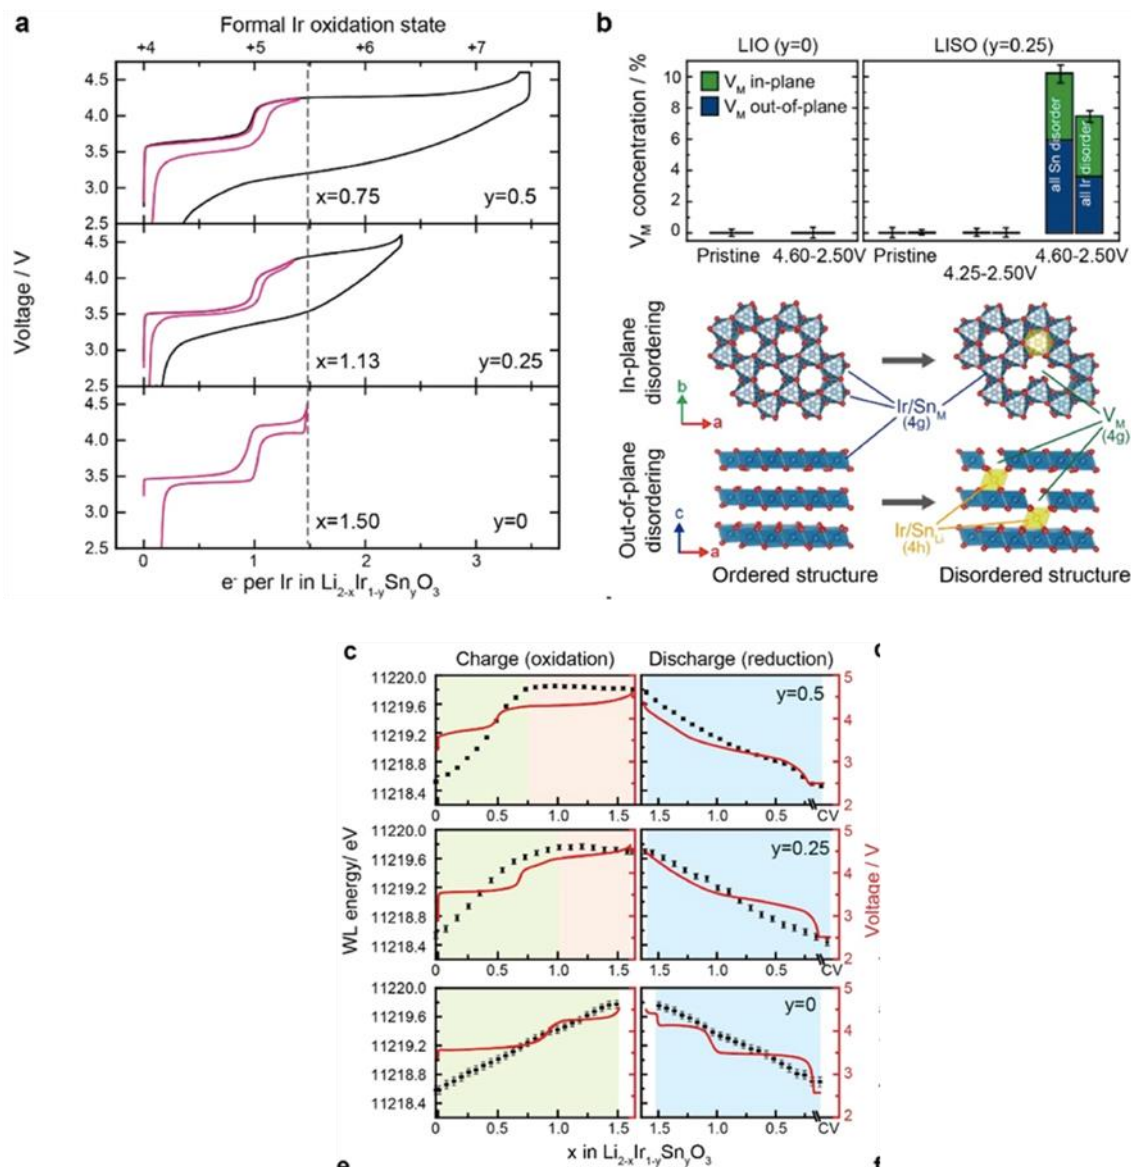 a
Formal Ir oxidation state
+4 +5 +6 +7
4.5
4.0
3.5
3.0
2.5
x=0.75 y=0.5
4.5
4.0
3.5
3.0
2.5
x=1.13 y=0.25
4.5
4.0
3.5
3.0
2.5
x=1.50 y=0
Voltage / V
0 1 2 3
e⁻ per Ir in Li₂₋ₓIr₁₋ᵧSnᵧO₃
b
LIO (y=0) LISO (y=0.25)
V_M in-plane
V_M out-of-plane
10
8
6
4
2
0
V_M concentration / %
all Sn disorder
all Ir disorder
Pristine 4.60-2.50V Pristine 4.60-2.50V
4.25-2.50V
In-plane
disordering
b
a
Ir/Sn_M
(4g)
V_M
(4g)
Out-of-plane
disordering
c
a
Ir/Sn_Li
(4h)
Ordered structure Disordered structure
c
Charge (oxidation) Discharge (reduction)
11220.0
11219.6
11219.2
11218.8
11218.4
y=0.5
5
4
3
2
0 0.5 1.0 1.5 1.5 1.0 0.5 CV
11220.0
11219.6
11219.2
11218.8
11218.4
y=0.25
5
4
3
2
0 0.5 1.0 1.5 1.5 1.0 0.5 CV
11220.0
11219.6
11219.2
11218.8
11218.4
y=0
5
4
3
2
0 0.5 1.0 1.5 1.5 1.0 0.5 CV
WL energy/ eV
Voltage / V
x in Li₂₋ₓIr₁₋ᵧSnᵧO₃